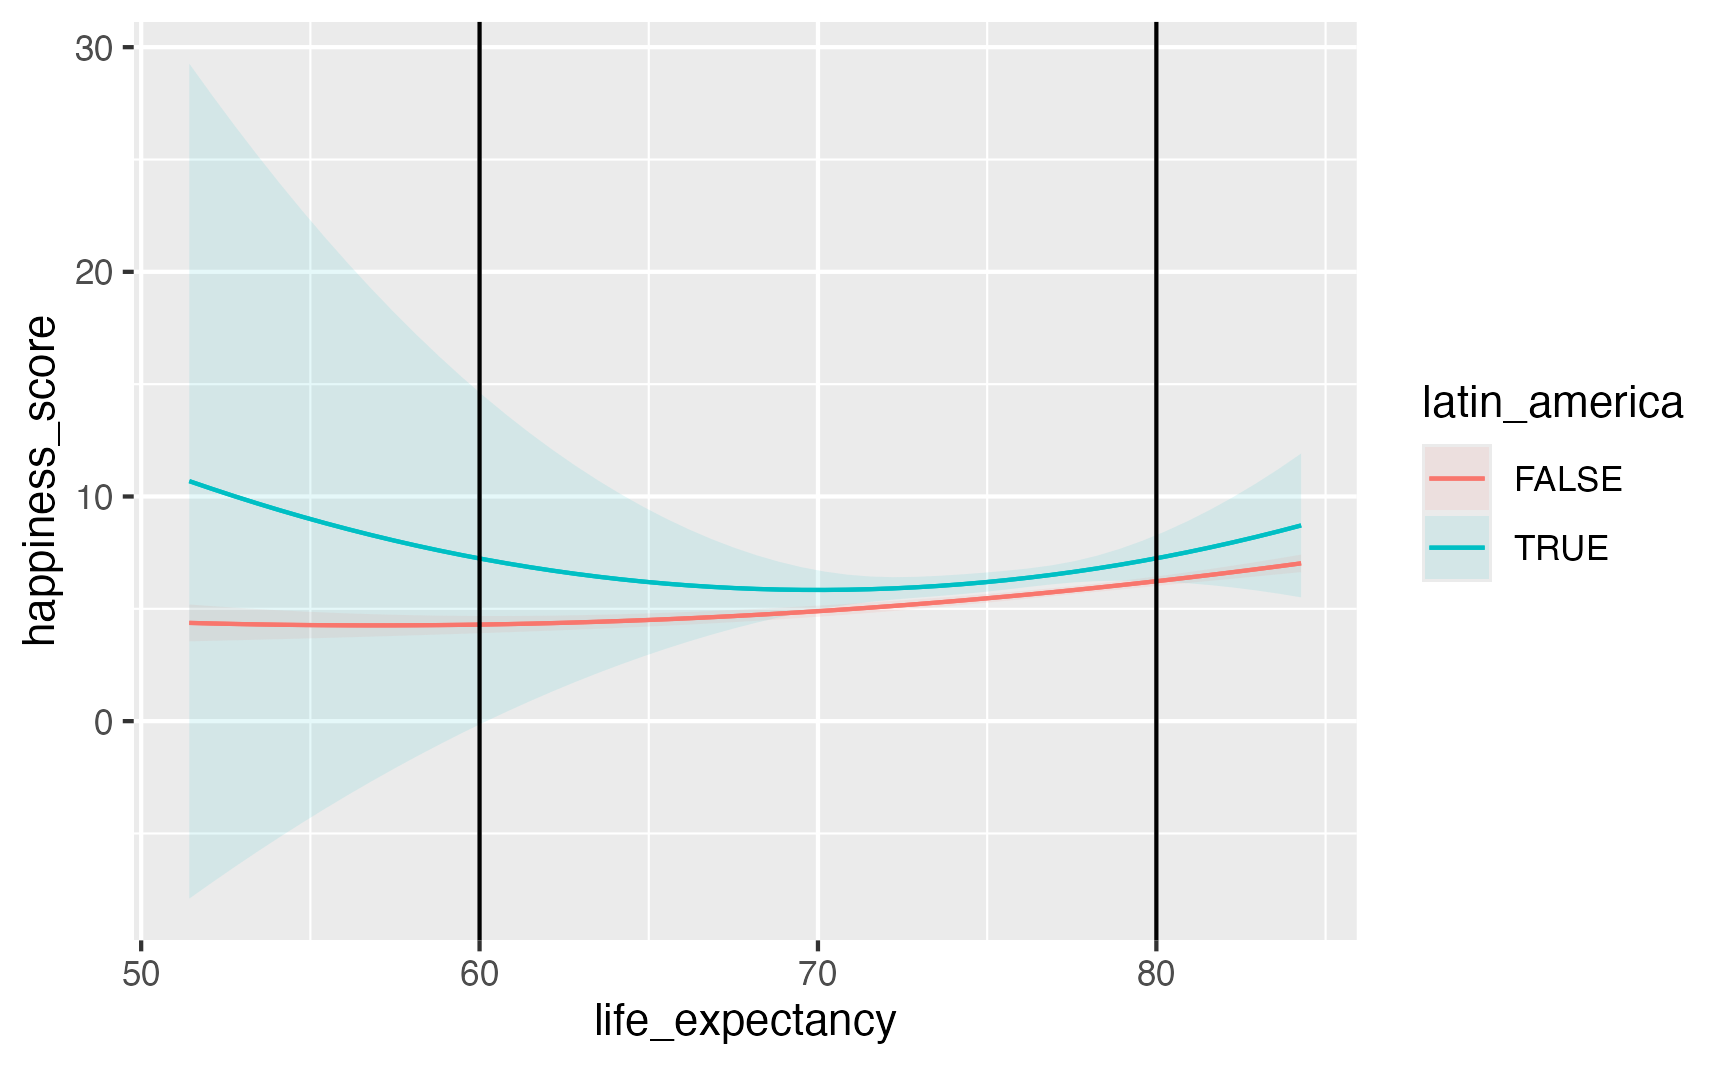 30
20
10
0
happiness_score
50 60 70 80
life_expectancy
latin_america
FALSE
TRUE